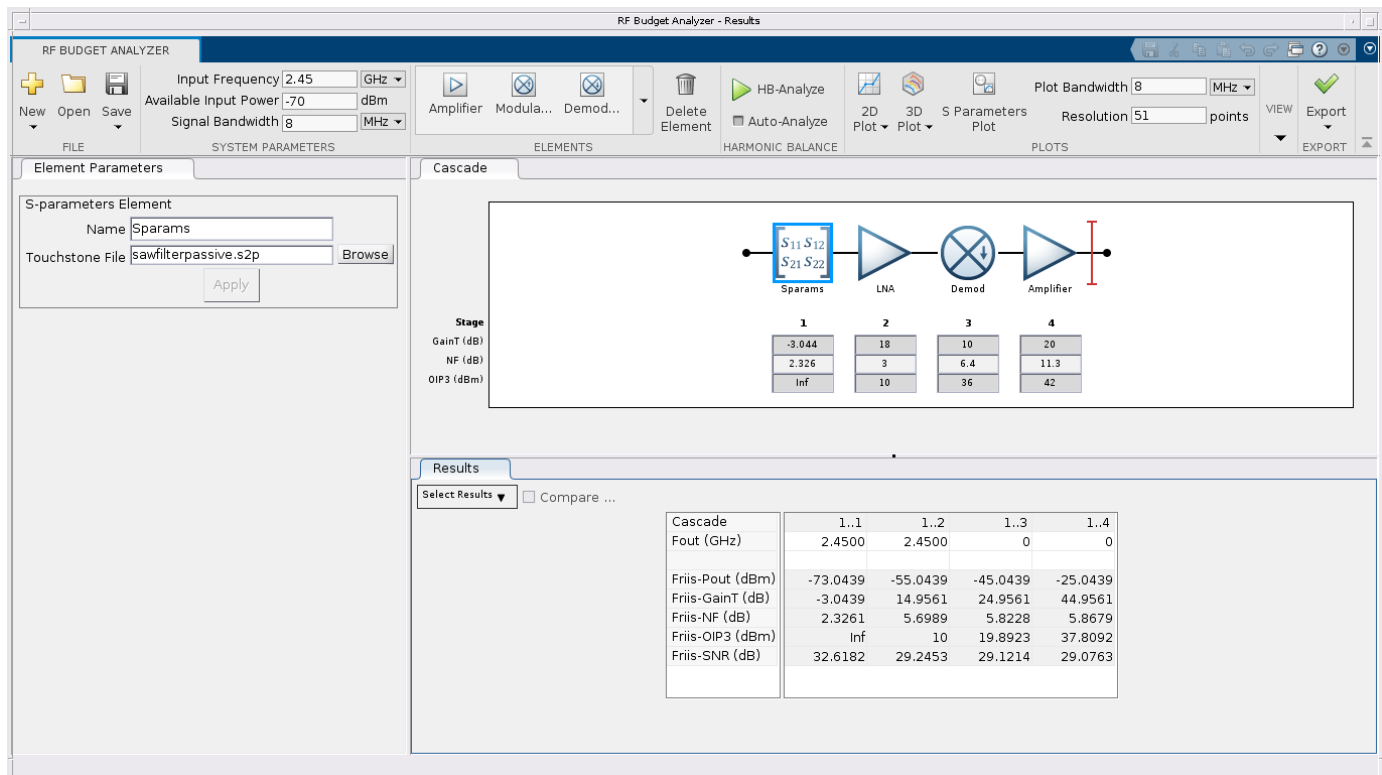 RF Budget Analyzer - Results
RF BUDGET ANALYZER
New
Open
Save
FILE
Input Frequency 2.45 GHz
Available Input Power -70 dBm
Signal Bandwidth 8 MHz
SYSTEM PARAMETERS
Amplifier Modula... Demod...
ELEMENTS
Delete
Element
HB-Analyze
Auto-Analyze
HARMONIC BALANCE
2D
Plot
3D
Plot
S Parameters
Plot
Plot Bandwidth 8 MHz
Resolution 51 points
PLOTS
VIEW
Export
EXPORT
Element Parameters
S-parameters Element
Name Sparams
Touchstone File sawfilterpassive.s2p Browse
Apply
Cascade
S11 S12
S21 S22
Sparams LNA Demod Amplifier
Stage 1 2 3 4
GainT (dB) -3.044 18 10 20
NF (dB) 2.326 3 6.4 11.3
OIP3 (dBm) Inf 10 36 42
Results
Select Results Compare ...
Cascade 1..1 1..2 1..3 1..4
Fout (GHz) 2.4500 2.4500 0 0
Friis-Pout (dBm) -73.0439 -55.0439 -45.0439 -25.0439
Friis-GainT (dB) -3.0439 14.9561 24.9561 44.9561
Friis-NF (dB) 2.3261 5.6989 5.8228 5.8679
Friis-OIP3 (dBm) Inf 10 19.8923 37.8092
Friis-SNR (dB) 32.6182 29.2453 29.1214 29.0763